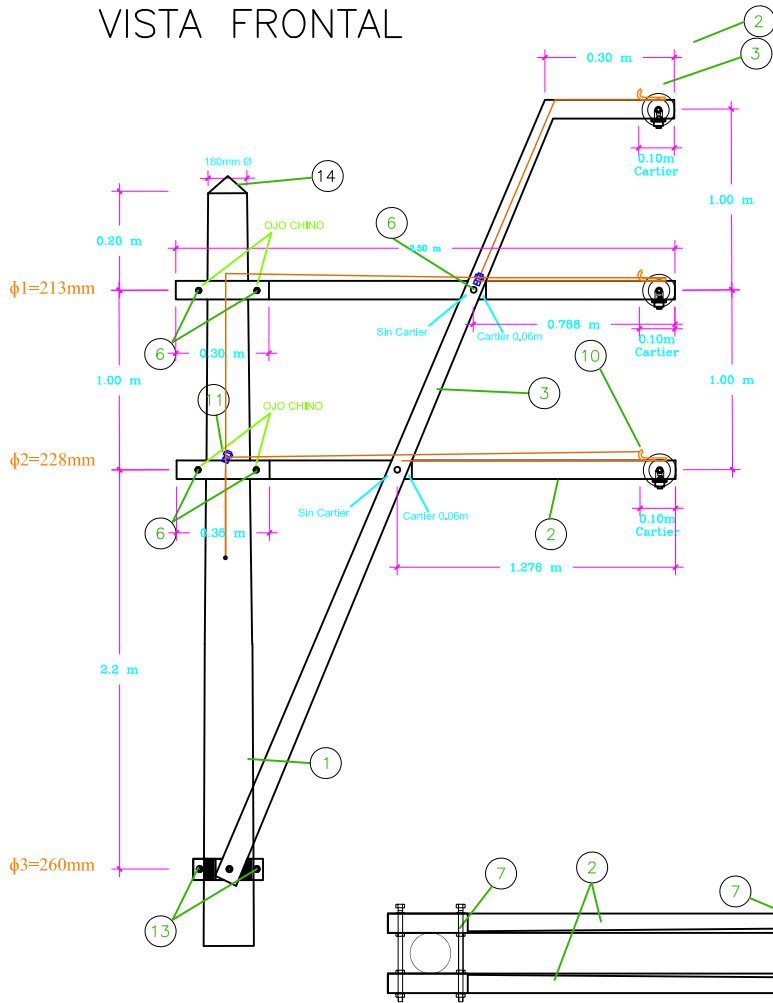 VISTA FRONTAL
2
3
0.30 m
180mm Ø
14
0.10m
Cartier
1.00 m
0.20 m
OJO CHINO
6
ϕ1=213mm
Sin Cartier
Cartier 0.06m
0.788 m
0.10m
Cartier
6
0.30 m
1.00 m
10
1.00 m
11
3
OJO CHINO
ϕ2=228mm
Sin Cartier
Cartier 0.06m
6
0.35 m
2
0.10m
Cartier
1.276 m
2.2 m
1
ϕ3=260mm
7
2
7
13